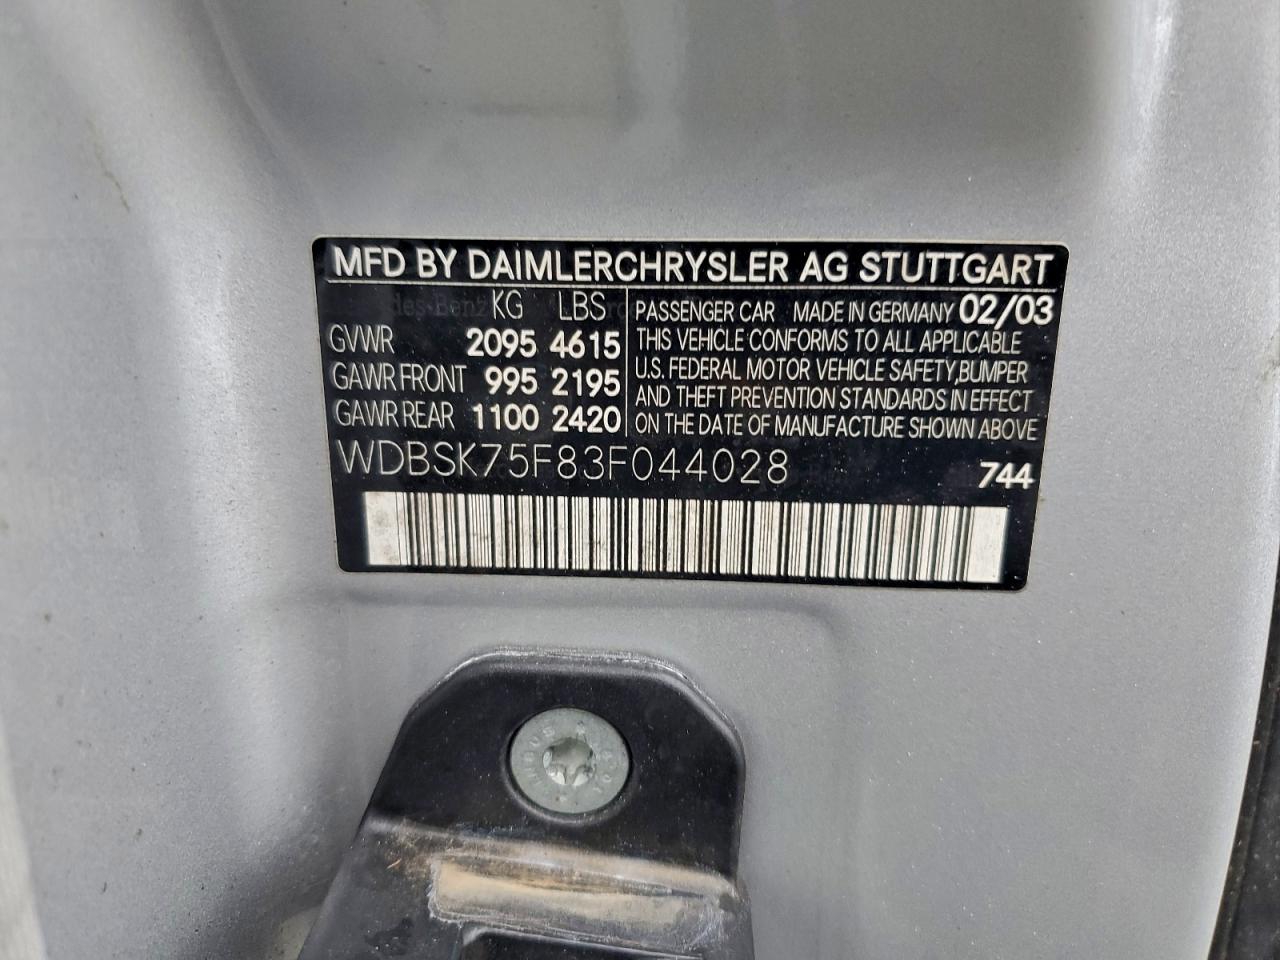 MFD BY DAIMLERCHRYSLER AG STUTTGART
KG LBS
GVWR 2095 4615
GAWR FRONT 995 2195
GAWR REAR 1100 2420
PASSENGER CAR MADE IN GERMANY 02/03
THIS VEHICLE CONFORMS TO ALL APPLICABLE
U.S. FEDERAL MOTOR VEHICLE SAFETY,BUMPER
AND THEFT PREVENTION STANDARDS IN EFFECT
ON THE DATE OF MANUFACTURE SHOWN ABOVE
WDBSK75F83F044028
744